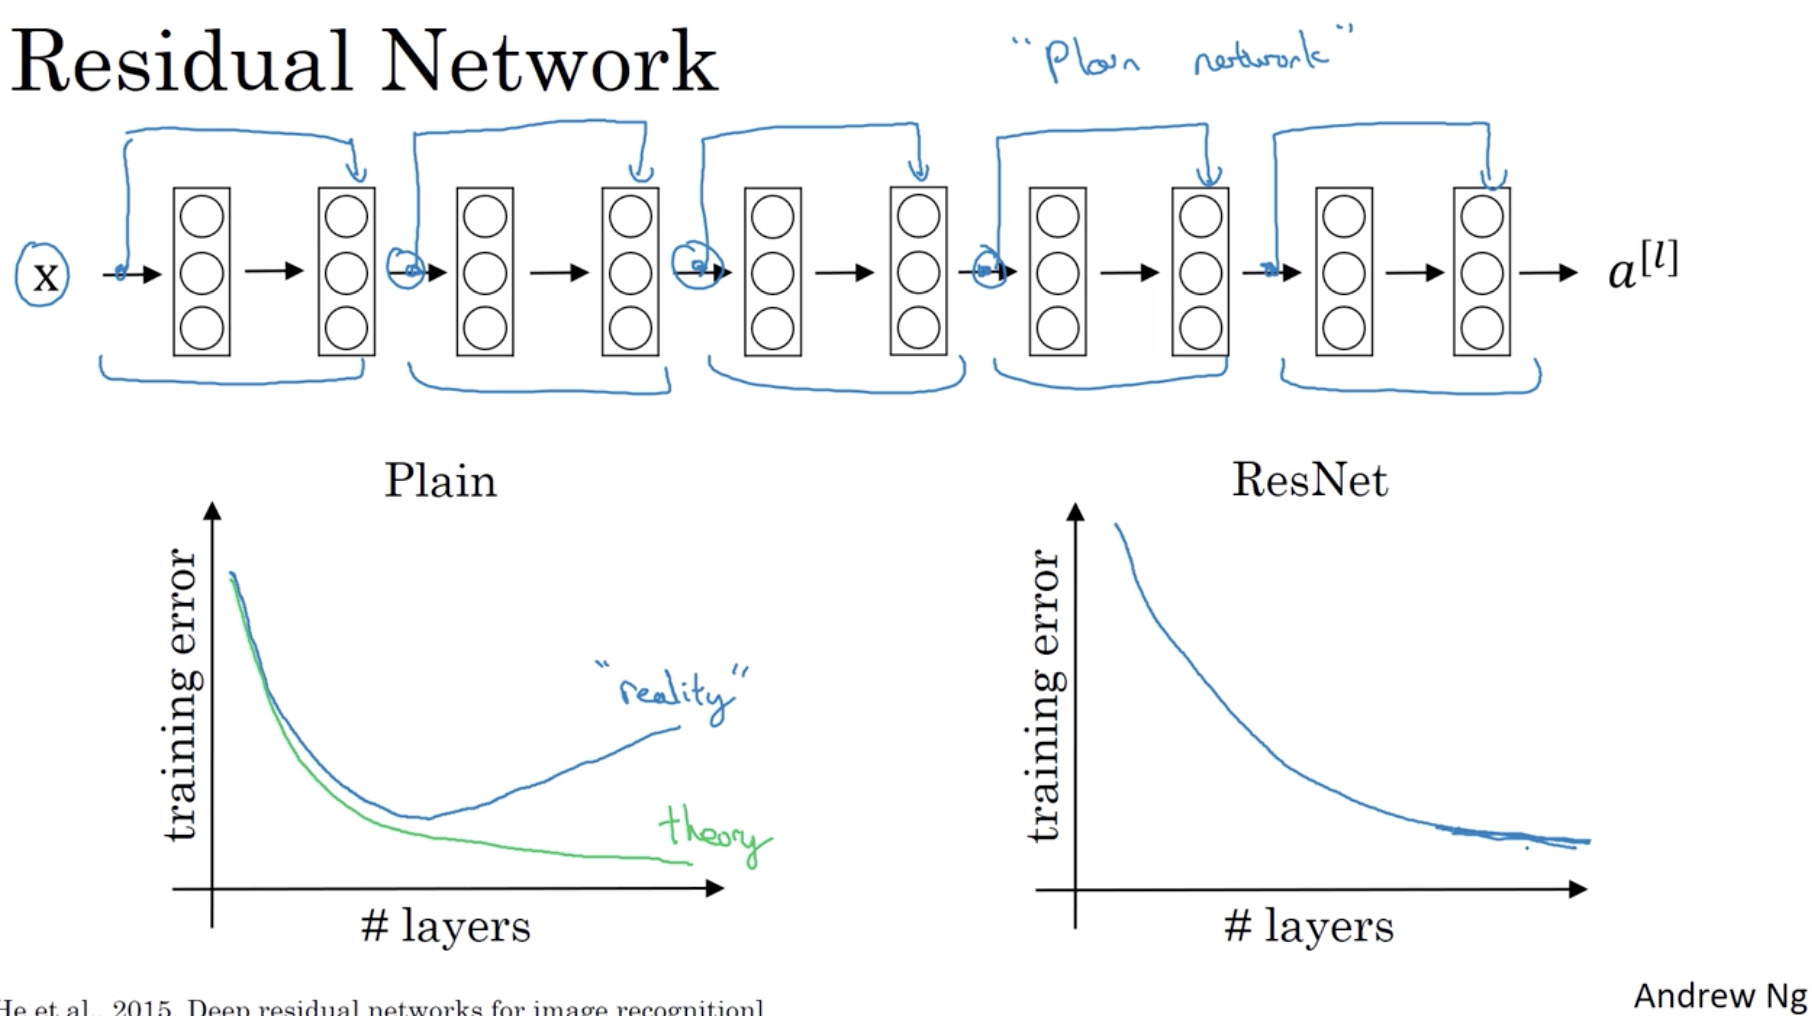 Residual Network
"Plain network"
x
a[l]
Plain
ResNet
training error
"reality"
theory
# layers
training error
# layers
He et al., 2015. Deep residual networks for image recognition]
Andrew Ng